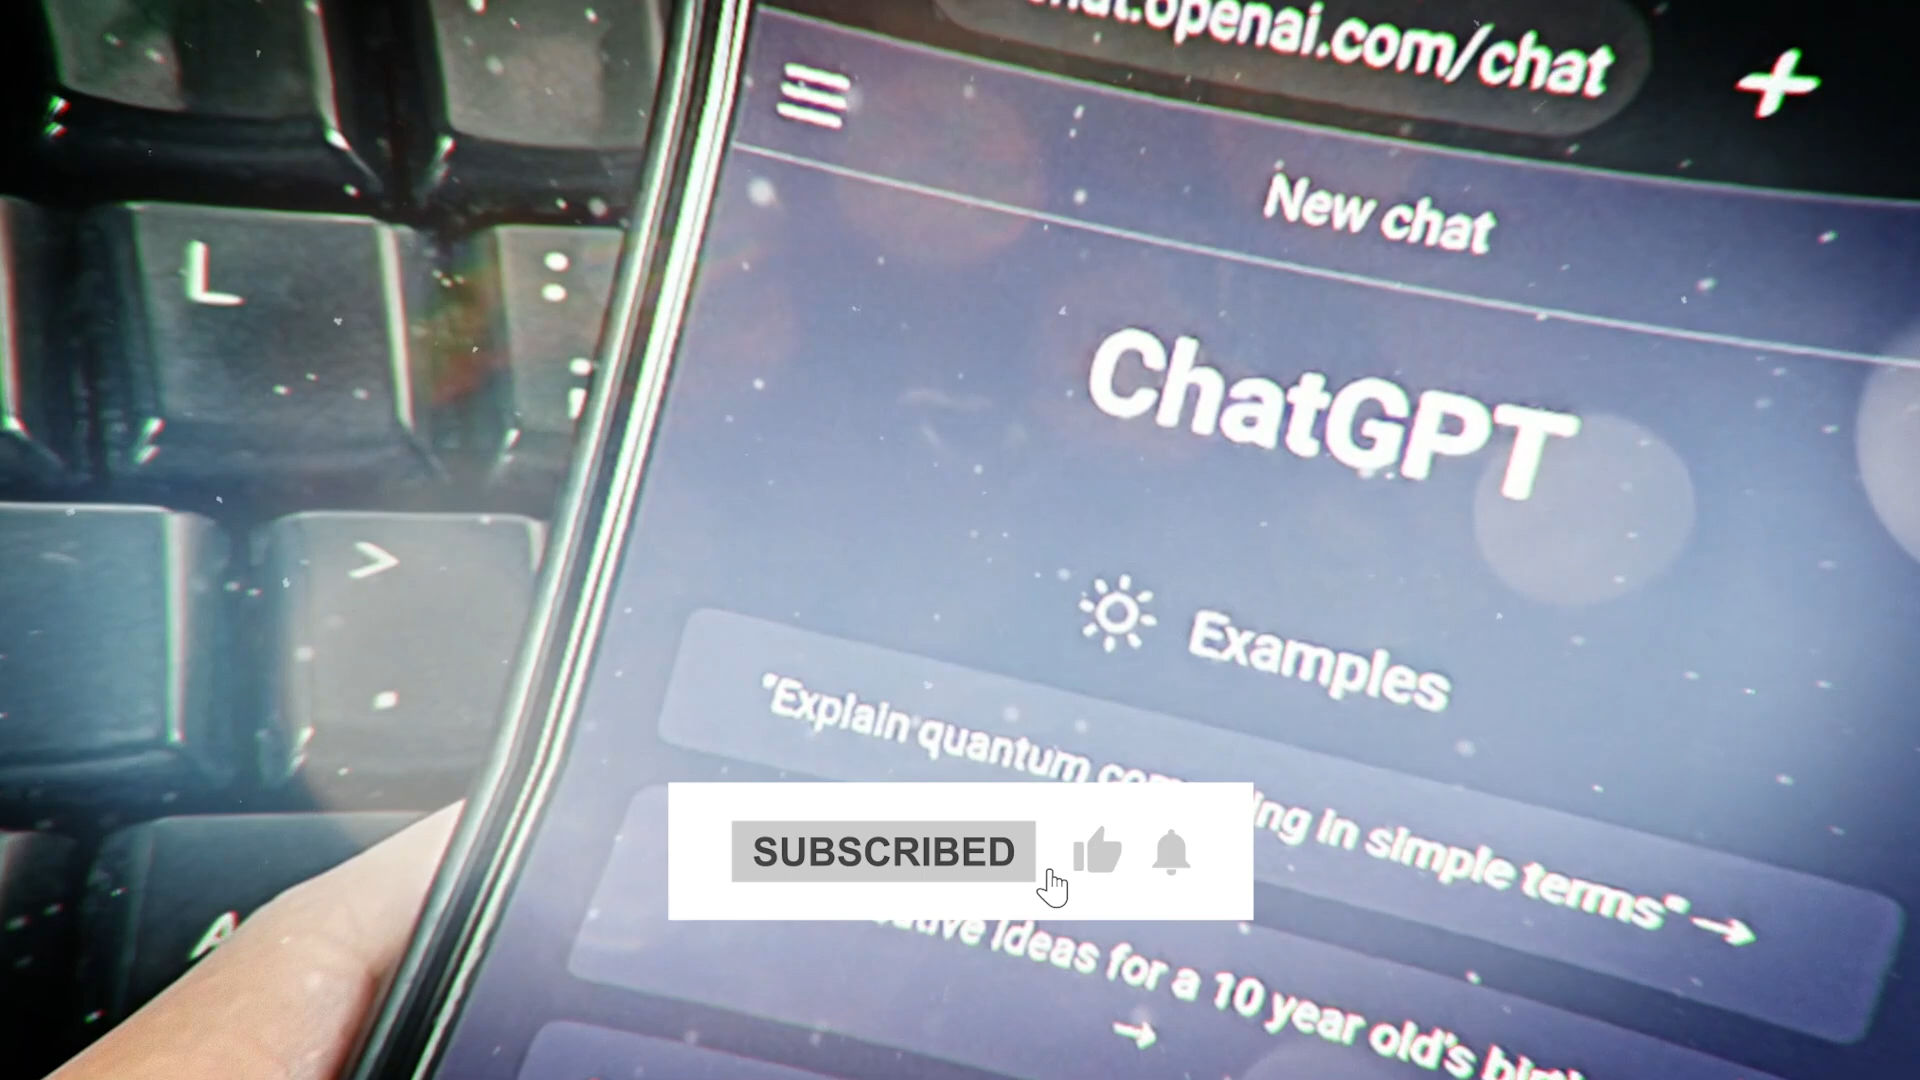 chat.openai.com/chat
New chat
ChatGPT
Examples
"Explain quantum
ing in simple terms" →
ideas for a 10 year old's
→
SUBSCRIBED
L
:
;
>
.